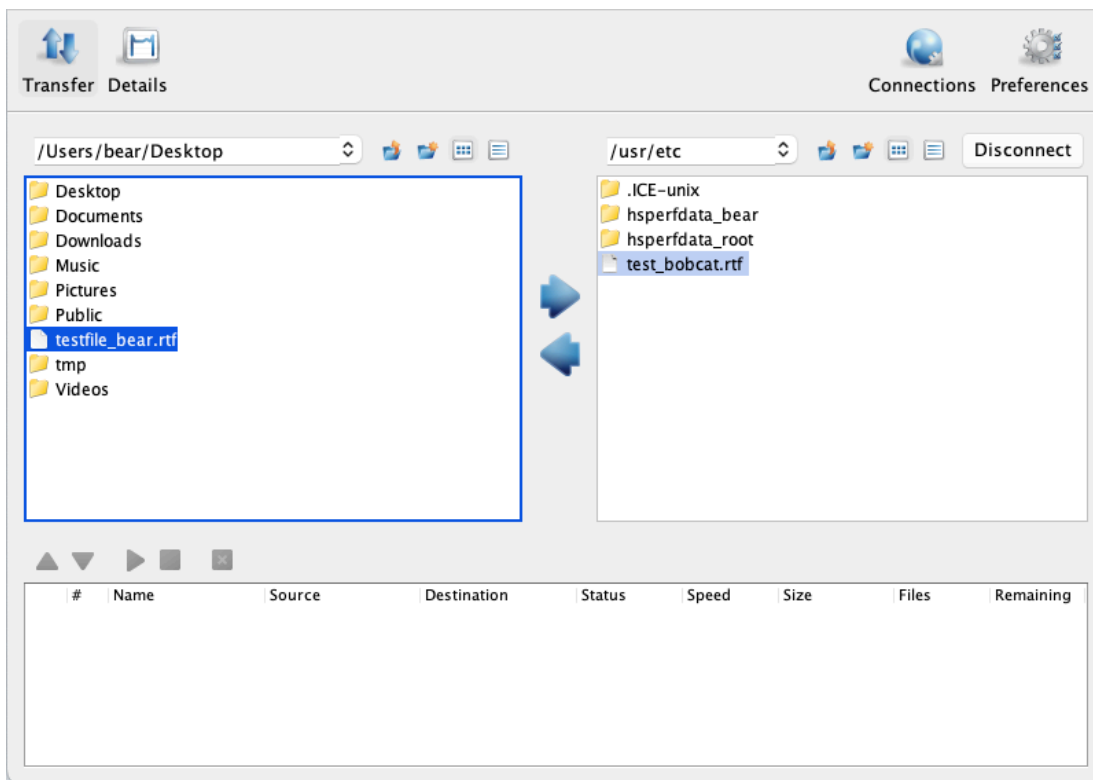 Transfer Details Connections Preferences
/Users/bear/Desktop
Desktop
Documents
Downloads
Music
Pictures
Public
testfile_bear.rtf
tmp
Videos
/usr/etc Disconnect
.ICE-unix
hsperfdata_bear
hsperfdata_root
test_bobcat.rtf
# Name Source Destination Status Speed Size Files Remaining